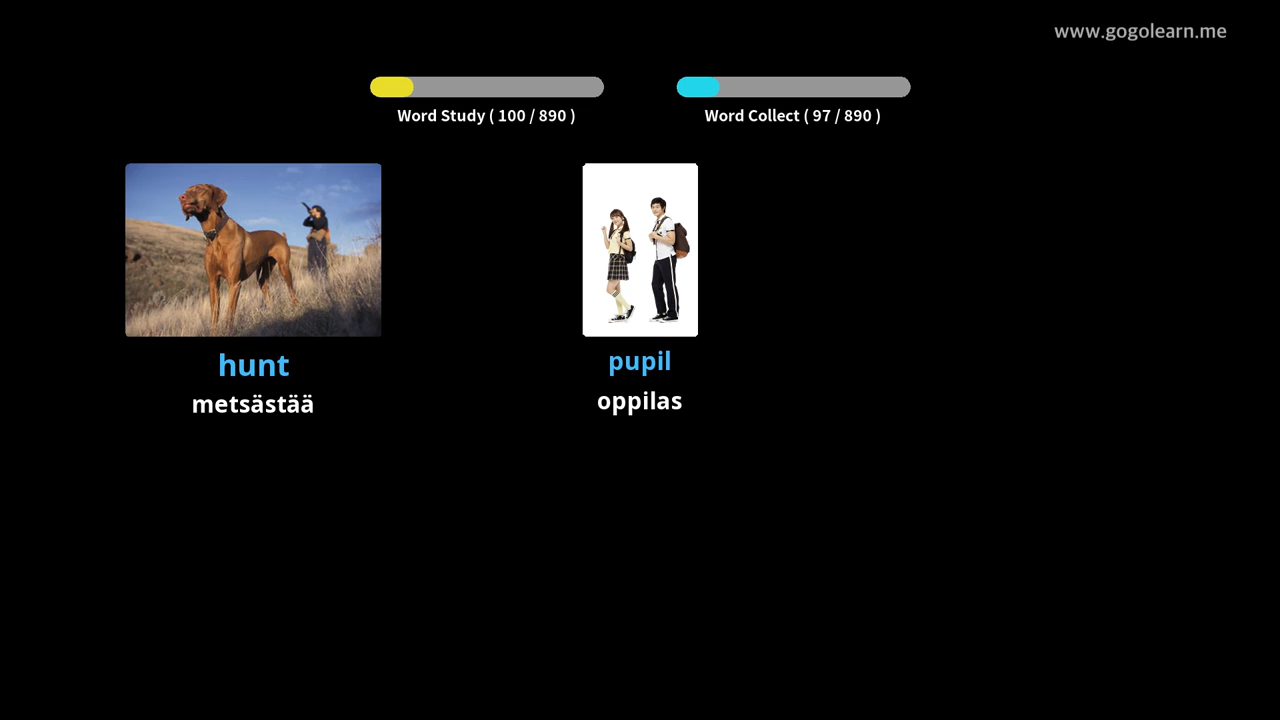 www.gogolearn.me
Word Study ( 100 / 890 )
Word Collect ( 97 / 890 )
hunt
metsästää
pupil
oppilas